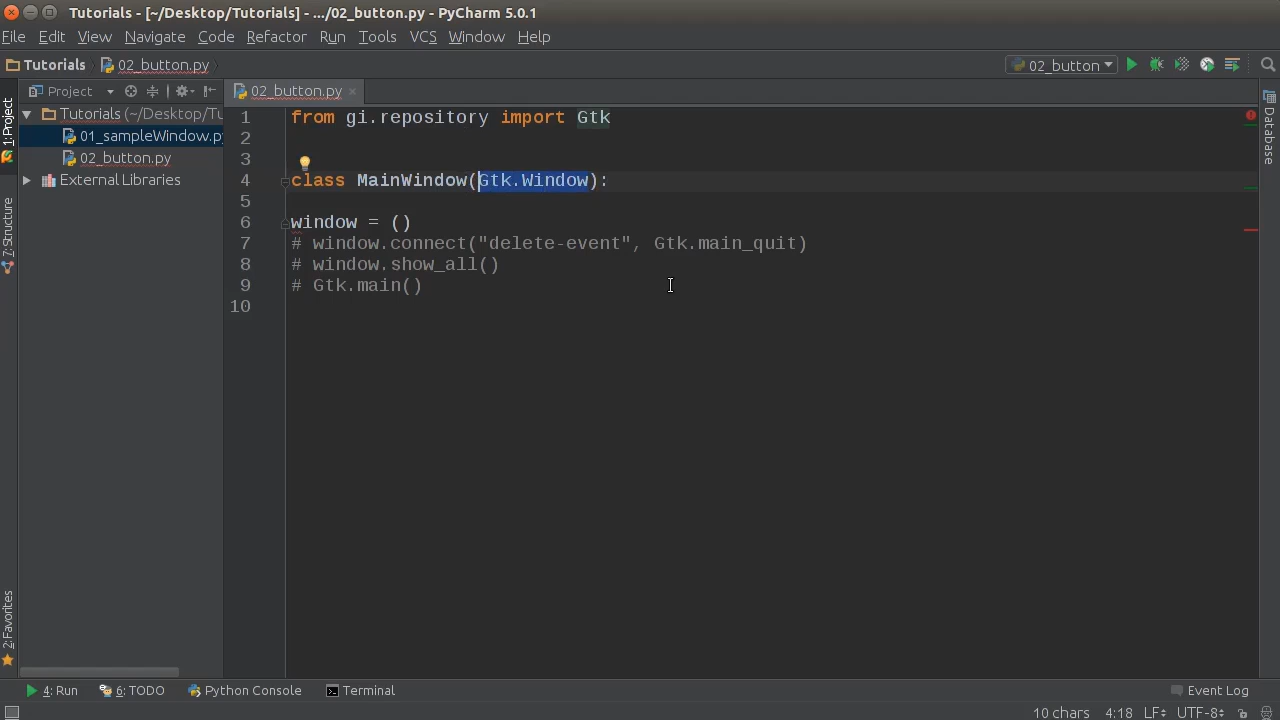 Tutorials - [~/Desktop/Tutorials] - .../02_button.py - PyCharm 5.0.1
File Edit View Navigate Code Refactor Run Tools VCS Window Help
Tutorials 02_button.py 02_button
Project 02_button.py
1: Project
Tutorials (~/Desktop/Tu
01_sampleWindow.py
02_button.py
External Libraries
7: Structure
2: Favorites
Database
1 from gi.repository import Gtk
2
3
4 class MainWindow(Gtk.Window):
5
6 window = ()
7 # window.connect("delete-event", Gtk.main_quit)
8 # window.show_all()
9 # Gtk.main()
10
4: Run 6: TODO Python Console Terminal Event Log
10 chars 4:18 LF÷ UTF-8÷